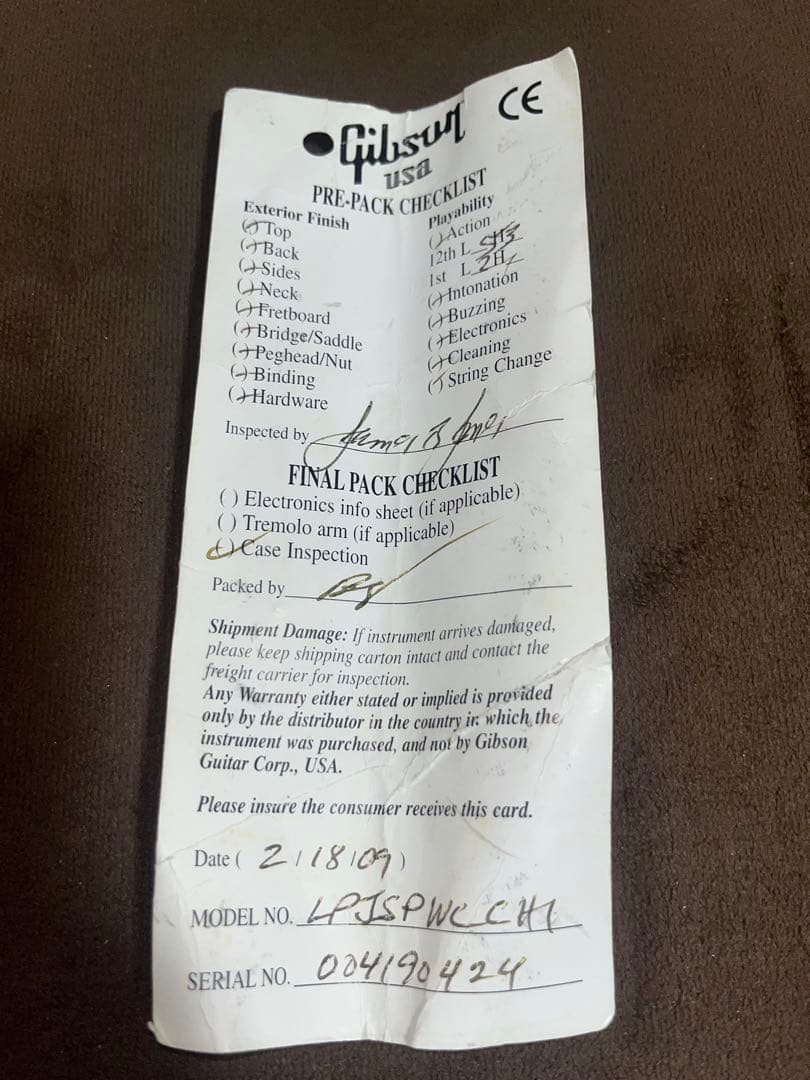 Gibson CE
USA
PRE-PACK CHECKLIST
Exterior Finish
() Top
() Back
() Sides
() Neck
() Fretboard
() Bridge/Saddle
() Peghead/Nut
() Binding
() Hardware
Playability
() Action
12th L
1st L 2H
() Intonation
() Buzzing
() Electronics
() Cleaning
() String Change
Inspected by
FINAL PACK CHECKLIST
() Electronics info sheet (if applicable)
() Tremolo arm (if applicable)
() Case Inspection
Packed by
Shipment Damage: If instrument arrives damaged,
please keep shipping carton intact and contact the
freight carrier for inspection.
Any Warranty either stated or implied is provided
only by the distributor in the country in which the
instrument was purchased, and not by Gibson
Guitar Corp., USA.
Please insure the consumer receives this card.
Date ( 2/18/09 )
MODEL NO. LPJSPWCCH1
SERIAL NO. 004190424